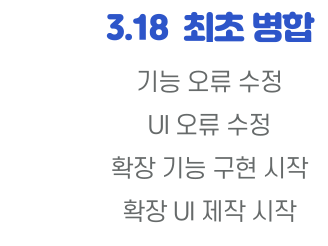 3.18 최초 병합
기능 오류 수정
UI 오류 수정
확장 기능 구현 시작
확장 UI 제작 시작